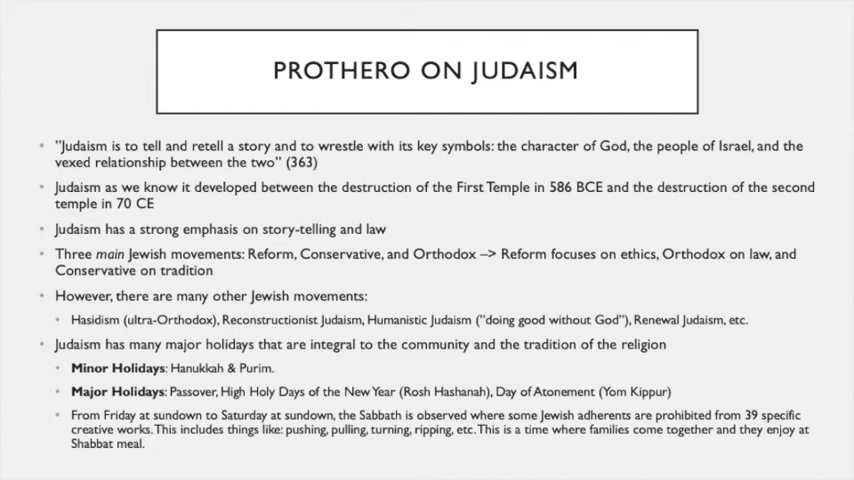 PROTHERO ON JUDAISM
• "Judaism is to tell and retell a story and to wrestle with its key symbols: the character of God, the people of Israel, and the
vexed relationship between the two" (363)
• Judaism as we know it developed between the destruction of the First Temple in 586 BCE and the destruction of the second
temple in 70 CE
• Judaism has a strong emphasis on story-telling and law
• Three main Jewish movements: Reform, Conservative, and Orthodox –> Reform focuses on ethics, Orthodox on law, and
Conservative on tradition
• However, there are many other Jewish movements:
• Hasidism (ultra-Orthodox), Reconstructionist Judaism, Humanistic Judaism ("doing good without God"), Renewal Judaism, etc.
• Judaism has many major holidays that are integral to the community and the tradition of the religion
• Minor Holidays: Hanukkah & Purim.
• Major Holidays: Passover, High Holy Days of the New Year (Rosh Hashanah), Day of Atonement (Yom Kippur)
• From Friday at sundown to Saturday at sundown, the Sabbath is observed where some Jewish adherents are prohibited from 39 specific
creative works. This includes things like: pushing, pulling, turning, ripping, etc. This is a time where families come together and they enjoy at
Shabbat meal.